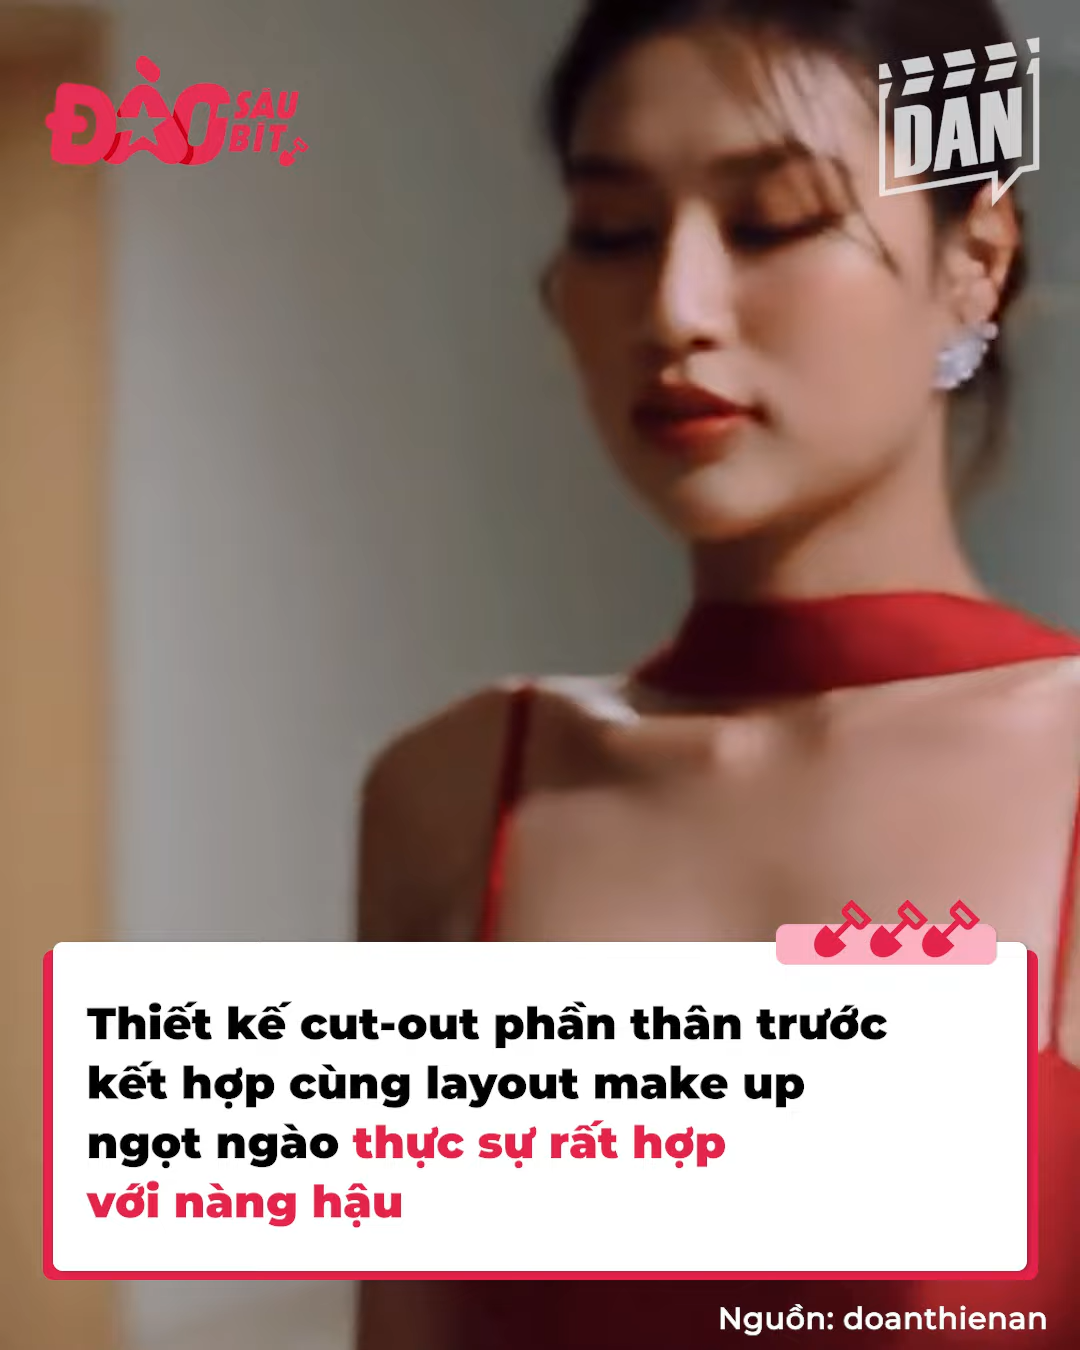 ĐÀO SAU
BIT
DAN
Thiết kế cut-out phần thân trước
kết hợp cùng layout make up
ngọt ngào thực sự rất hợp
với nàng hậu
Nguồn: doanthienan